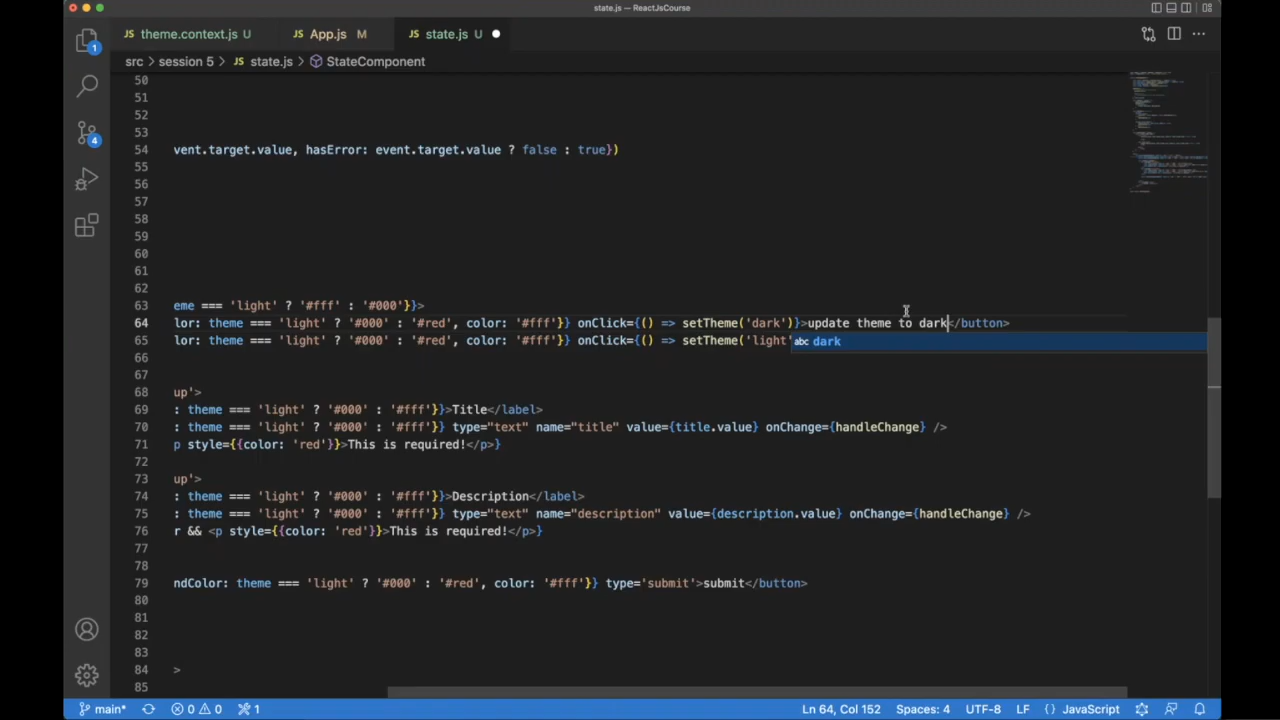 state.js — ReactJsCourse
JS theme.context.js U JS App.js M JS state.js U
src > session 5 > JS state.js > StateComponent
1
4
50
51
52
53
54 vent.target.value, hasError: event.target.value ? false : true})
55
56
57
58
59
60
61
62
63 eme === 'light' ? '#fff' : '#000'}}>
64 lor: theme === 'light' ? '#000' : '#red', color: '#fff'}} onClick={() => setTheme('dark')}>update theme to dark</button>
65 lor: theme === 'light' ? '#000' : '#red', color: '#fff'}} onClick={() => setTheme('light'
abc dark
66
67
68 up'>
69 : theme === 'light' ? '#000' : '#fff'}}>Title</label>
70 : theme === 'light' ? '#000' : '#fff'}} type="text" name="title" value={title.value} onChange={handleChange} />
71 p style={{color: 'red'}}>This is required!</p>}
72
73 up'>
74 : theme === 'light' ? '#000' : '#fff'}}>Description</label>
75 : theme === 'light' ? '#000' : '#fff'}} type="text" name="description" value={description.value} onChange={handleChange} />
76 r && <p style={{color: 'red'}}>This is required!</p>}
77
78
79 ndColor: theme === 'light' ? '#000' : '#red', color: '#fff'}} type='submit'>submit</button>
80
81
82
83
84 >
85
main* 0 0 1 Ln 64, Col 152 Spaces: 4 UTF-8 LF {} JavaScript